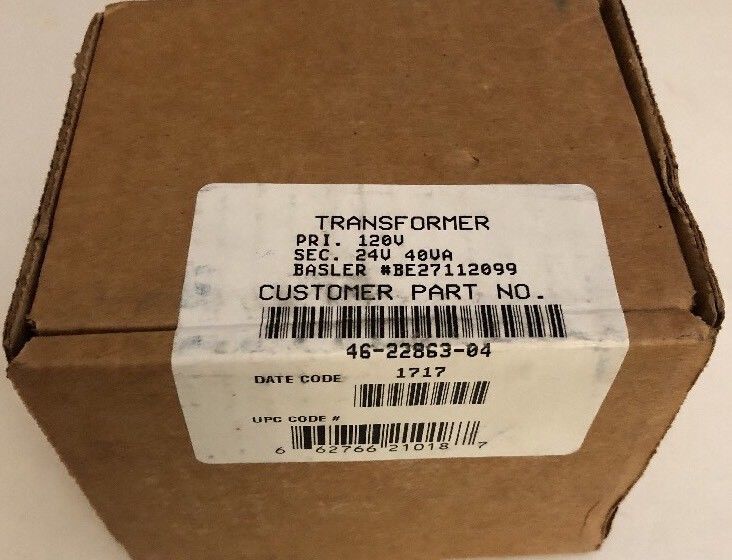 TRANSFORMER
PRI. 120V
SEC. 24V 40VA
BASLER #BE27112099
CUSTOMER PART NO.
46-22863-04
DATE CODE 1717
UPC CODE #
6 62766 21018 7